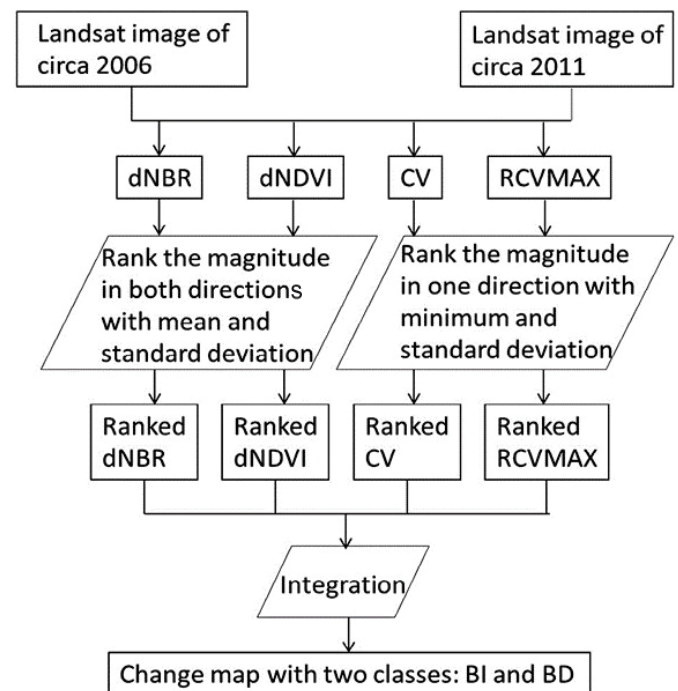 Landsat image of
circa 2006
Landsat image of
circa 2011
dNBR
dNDVI
CV
RCVMAX
Rank the magnitude
in both directions
with mean and
standard deviation
Rank the magnitude
in one direction with
minimum and
standard deviation
Ranked
dNBR
Ranked
dNDVI
Ranked
CV
Ranked
RCVMAX
Integration
Change map with two classes: BI and BD